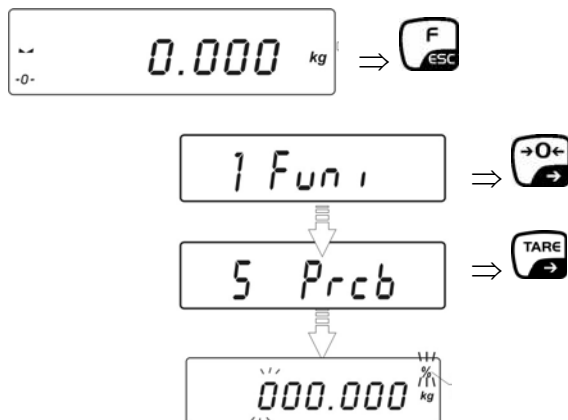 0.000 kg
-0-
F
ESC
1 Funi
→0←
5 Prcb
TARE
%
000.000 kg